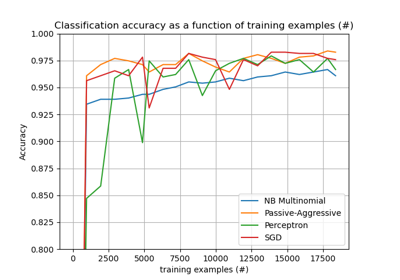 Classification accuracy as a function of training examples (#)
1.000
0.975
0.950
0.925
0.900
0.875
0.850
0.825
0.800
Accuracy
0
2500
5000
7500
10000
12500
15000
17500
training examples (#)
NB Multinomial
Passive-Aggressive
Perceptron
SGD